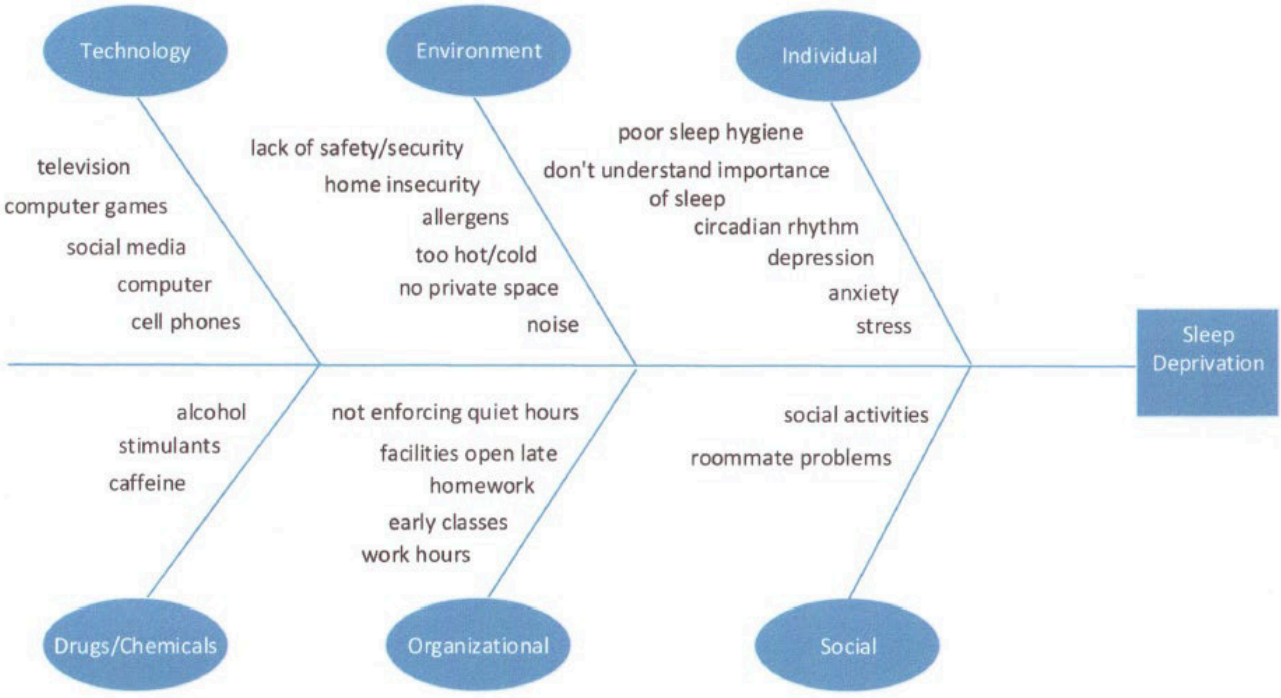 Technology
Environment
Individual
television
computer games
social media
computer
cell phones
lack of safety/security
home insecurity
allergens
too hot/cold
no private space
noise
poor sleep hygiene
don't understand importance
of sleep
circadian rhythm
depression
anxiety
stress
Sleep
Deprivation
alcohol
stimulants
caffeine
not enforcing quiet hours
facilities open late
homework
early classes
work hours
social activities
roommate problems
Drugs/Chemicals
Organizational
Social